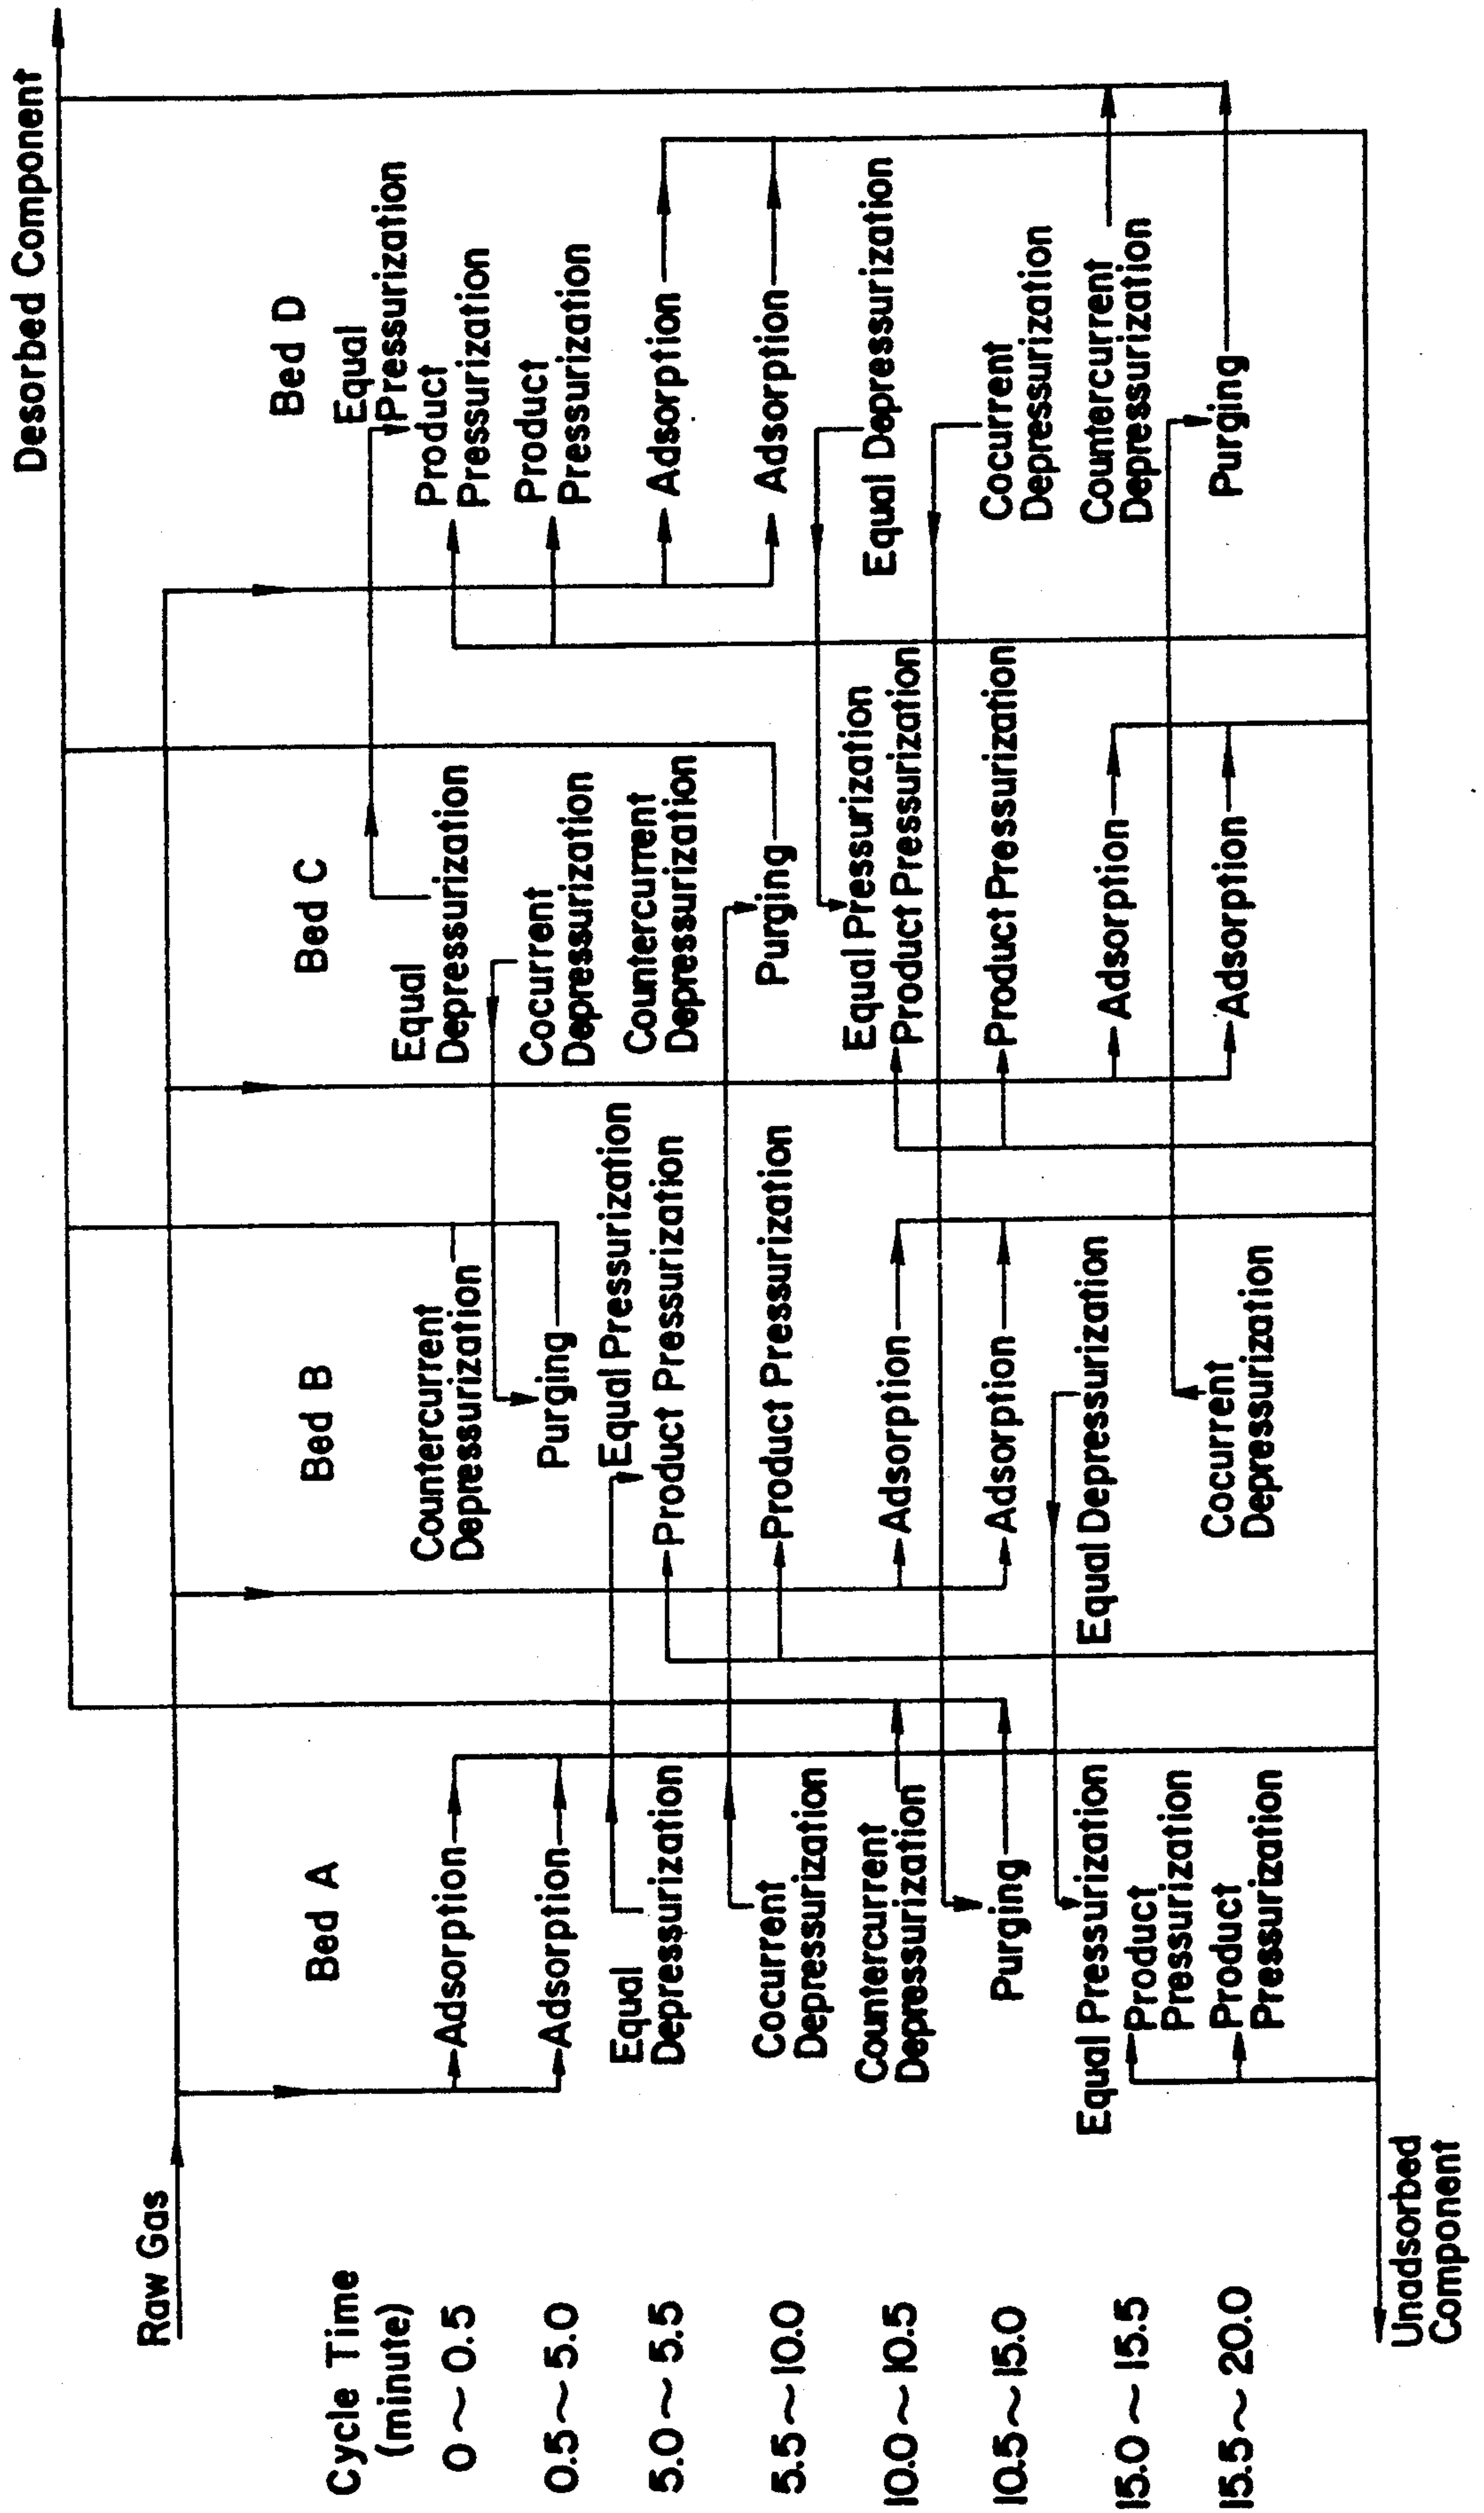 Desorbed Component
Raw Gas
Cycle Time
(minute)
Bed A
Bed B
Bed C
Bed D
0 ~ 0.5
Adsorption
Countercurrent
Depressurization
Equal
Depressurization
Equal
Pressurization
Product
Pressurization
0.5 ~ 5.0
Adsorption
Purging
Cocurrent
Depressurization
Product
Pressurization
5.0 ~ 5.5
Equal
Depressurization
Equal Pressurization
Product Pressurization
Countercurrent
Depressurization
Adsorption
5.5 ~ 10.0
Cocurrent
Depressurization
Product Pressurization
Purging
Adsorption
10.0 ~ 10.5
Countercurrent
Depressurization
Adsorption
Equal Pressurization
Product Pressurization
Equal Depressurization
10.5 ~ 15.0
Purging
Adsorption
Product Pressurization
Cocurrent
Depressurization
15.0 ~ 15.5
Equal Pressurization
Product
Pressurization
Equal Depressurization
Adsorption
Countercurrent
Depressurization
15.5 ~ 20.0
Product
Pressurization
Cocurrent
Depressurization
Adsorption
Purging
Unadsorbed
Component